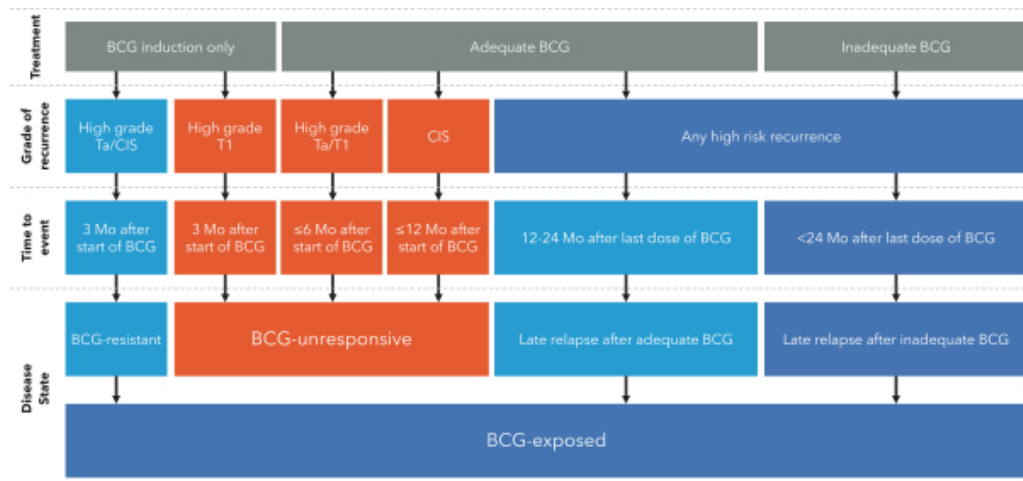 Treatment
BCG induction only
Adequate BCG
Inadequate BCG
Grade of
recurrence
High grade
Ta/CIS
High grade
T1
High grade
Ta/T1
CIS
Any high risk recurrence
Time to
event
3 Mo after
start of BCG
3 Mo after
start of BCG
≤6 Mo after
start of BCG
≤12 Mo after
start of BCG
12-24 Mo after last dose of BCG
<24 Mo after last dose of BCG
Disease
State
BCG-resistant
BCG-unresponsive
Late relapse after adequate BCG
Late relapse after inadequate BCG
BCG-exposed